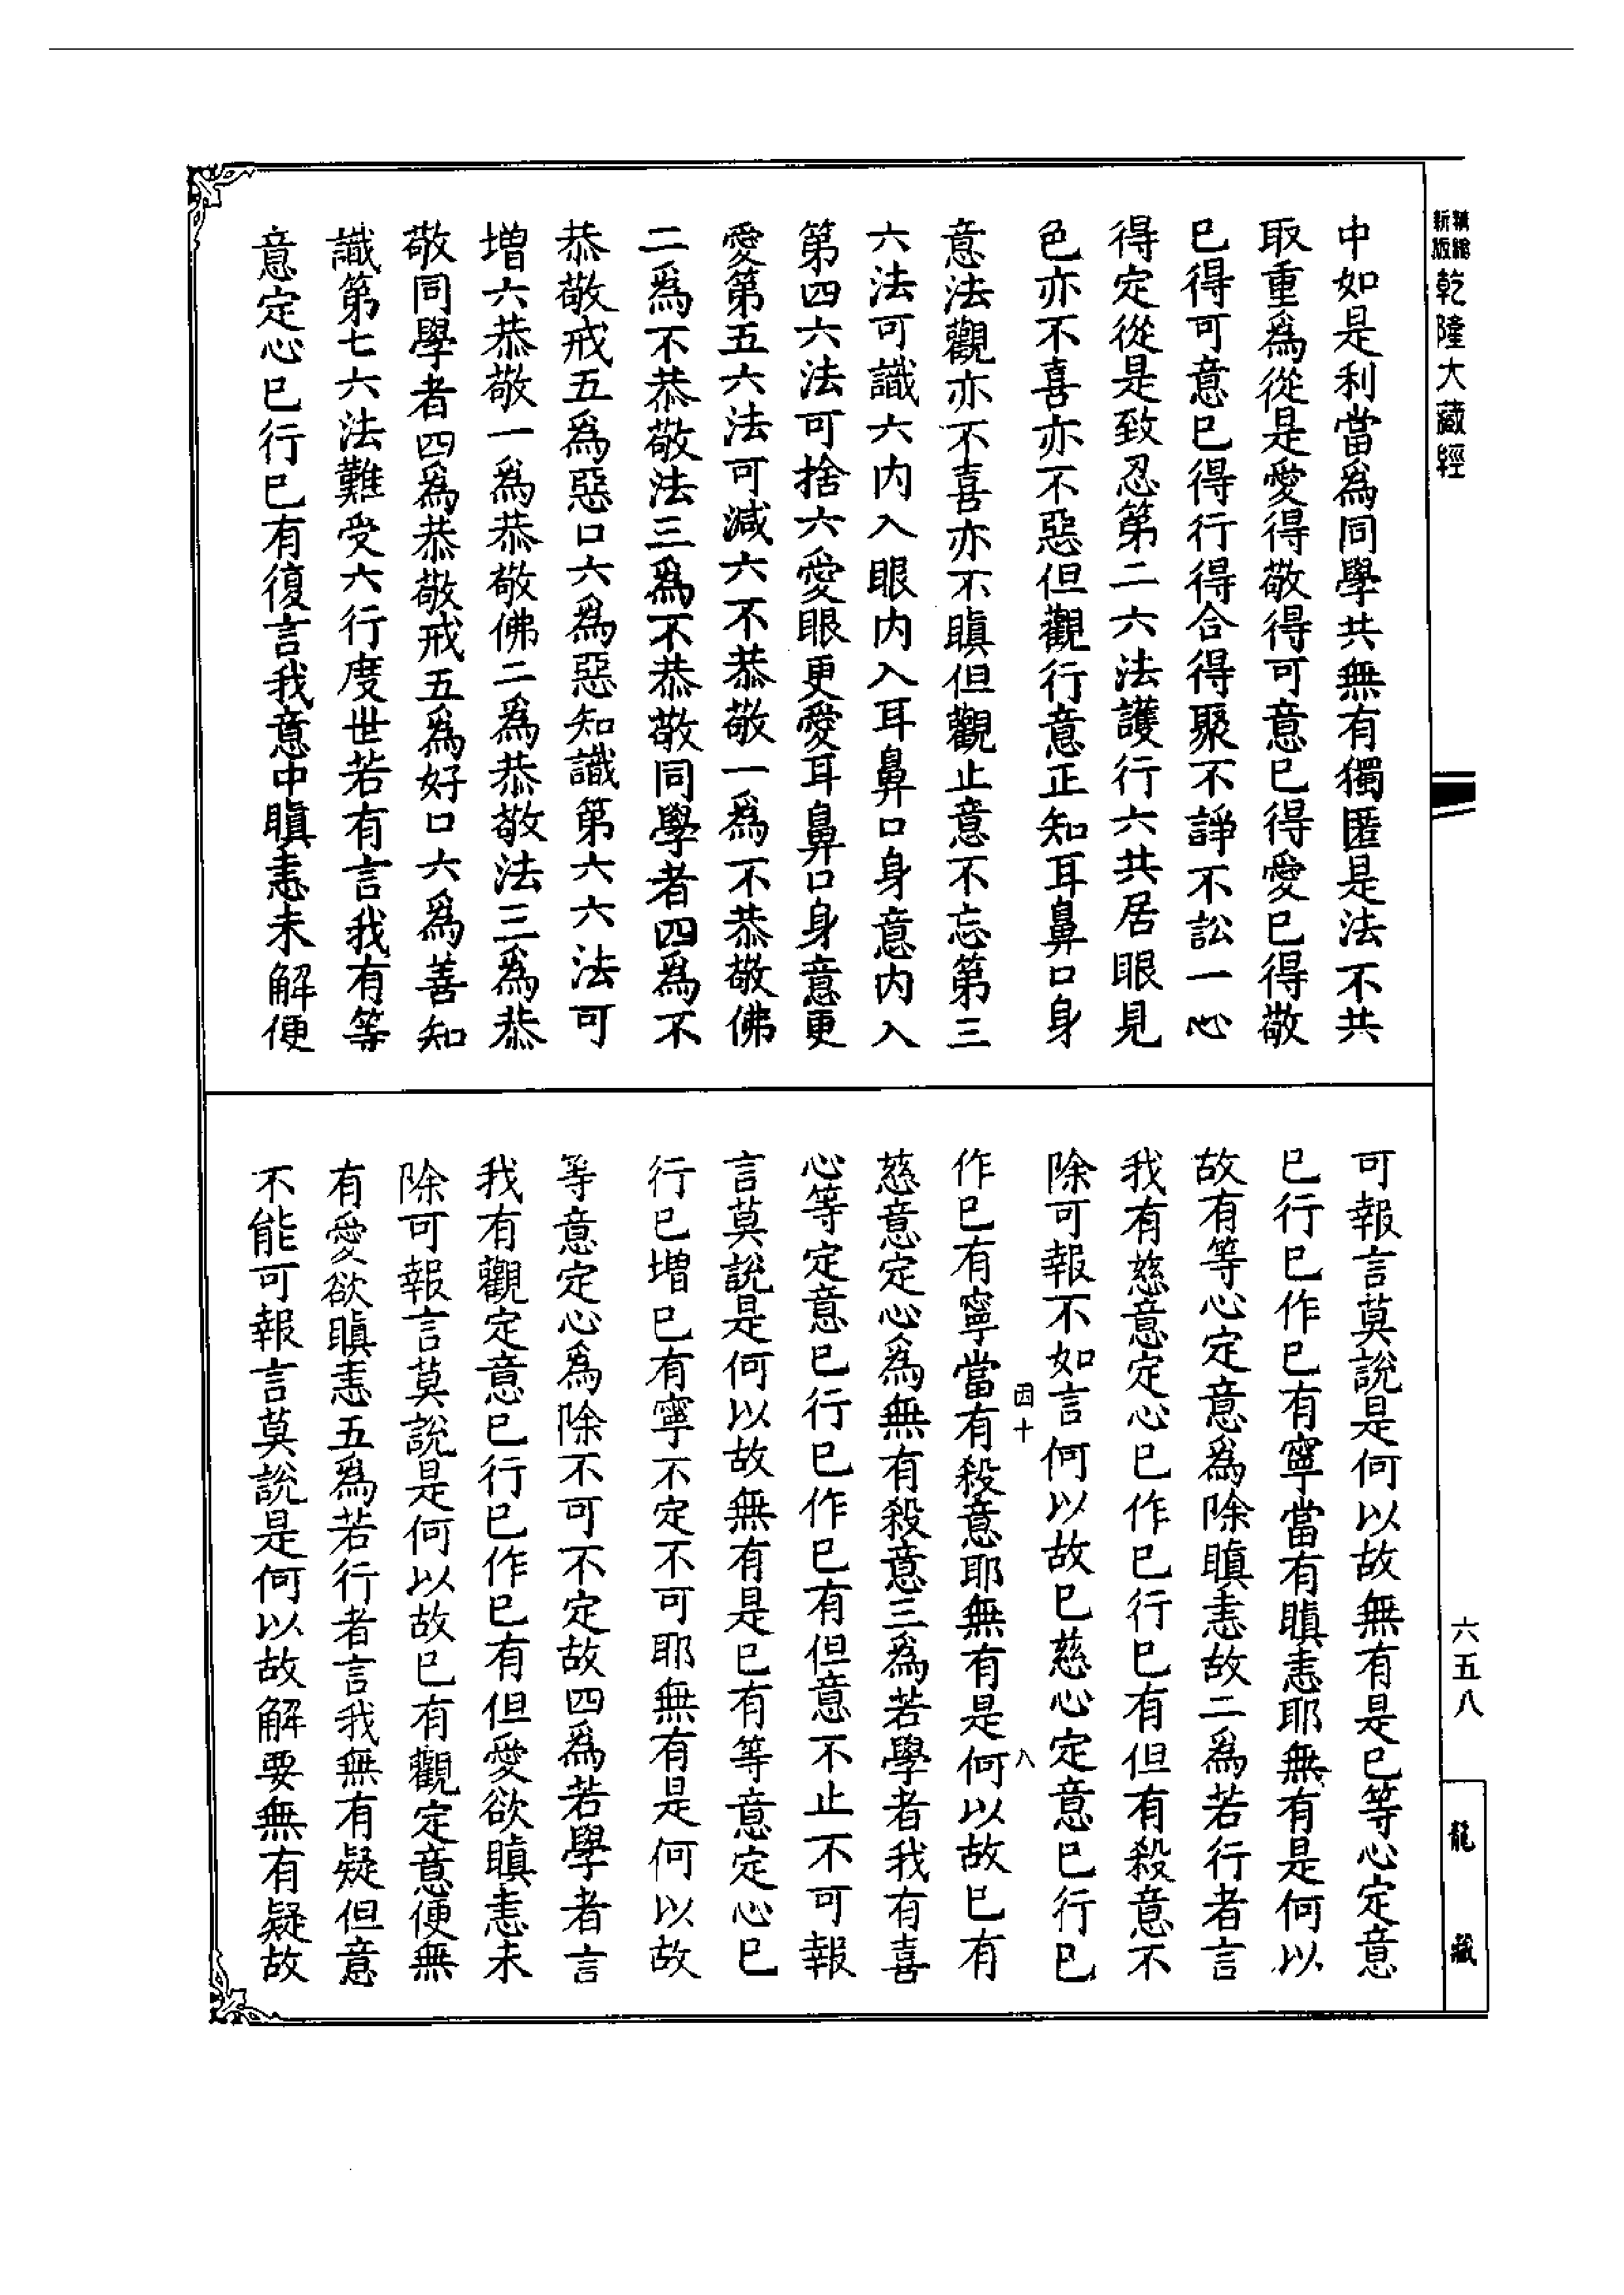 精縮新版乾隆大藏經
中如是利當爲同學共無有獨匿是法不共
取重爲從是愛得敬得可意已得愛已得敬
已得可意已得行得合得聚不諍不訟一心
得定從是致忍第二六法護行六共居眼見
色亦不喜亦不惡但觀行意正知耳鼻口身
意法觀亦不喜亦不瞋但觀止意不忘第三
六法可識六内入眼内入耳鼻口身意内入
第四六法可捨六愛眼更愛耳鼻口身意更
愛第五六法可減六不恭敬一爲不恭敬佛
二爲不恭敬法三爲不恭敬同學者四爲不
恭敬戒五爲惡口六爲惡知識第六六法可
增六恭敬一爲恭敬佛二爲恭敬法三爲恭
敬同學者四爲恭敬戒五爲好口六爲善知
識第七六法難受六行度世若有言我有等
意定心已行已有復言我意中瞋恚未解便
可報言莫說是何以故無有是已等心定意
已行已作已有寧當有瞋恚耶無有是何以
故有等心定意爲除瞋恚故二爲若行者言
我有慈意定心已作已行已有但有殺意不
除可報不如言何以故已慈心定意已行已
作已有寧當有殺意耶無有是何以故已有
慈意定心爲無有殺意三爲若學者我有喜
心等定意已行已作已有但意不止不可報
言莫說是何以故無有是已有等意定心已
行已增已有寧不定不可耶無有是何以故
等意定心爲除不可不定故四爲若學者言
我有觀定意已行已作已有但愛欲瞋恚未
除可報言莫說是何以故已有觀定意便無
有愛欲瞋恚五爲若行者言我無有疑但意
不能可報言莫說是何以故解要無有疑故
因十
八
六五八
龍藏